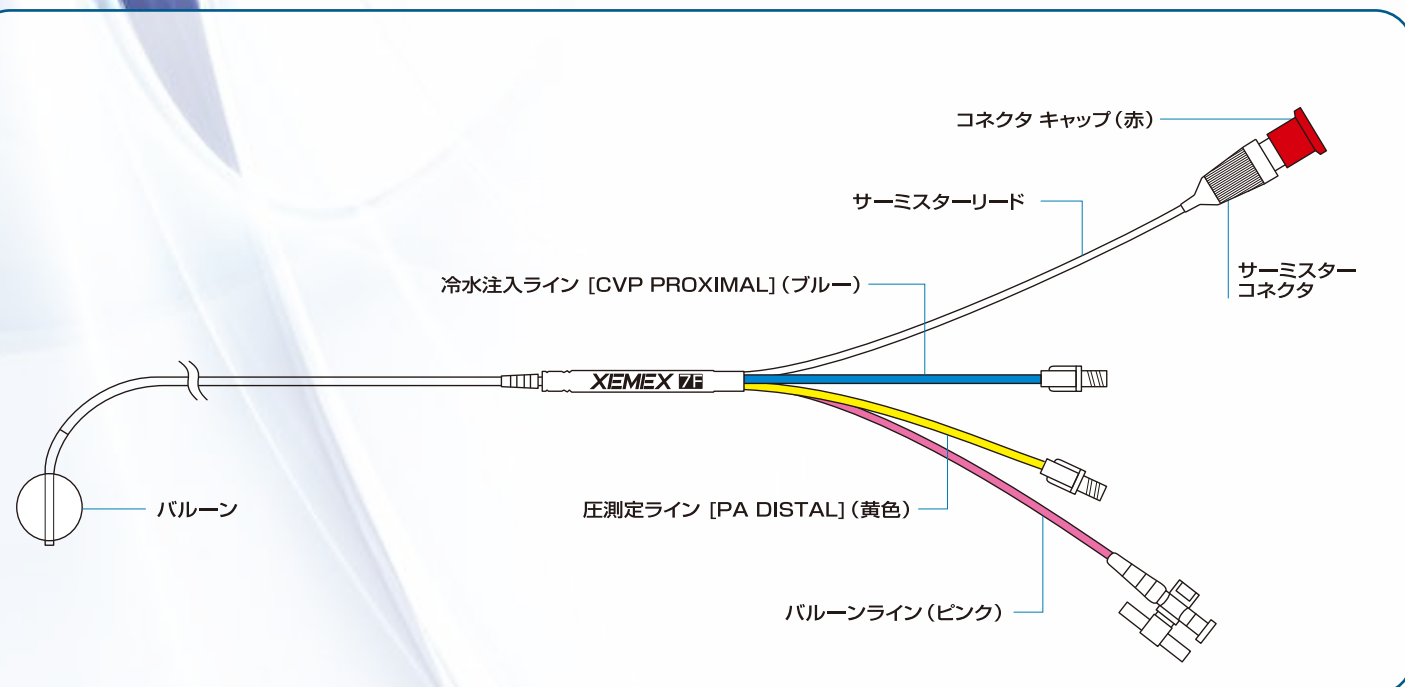 コネクタ キャップ（赤）
サーミスターリード
サーミスター
コネクタ
冷水注入ライン [CVP PROXIMAL]（ブルー）
XEMEX 7F
バルーン
圧測定ライン [PA DISTAL]（黄色）
バルーンライン（ピンク）